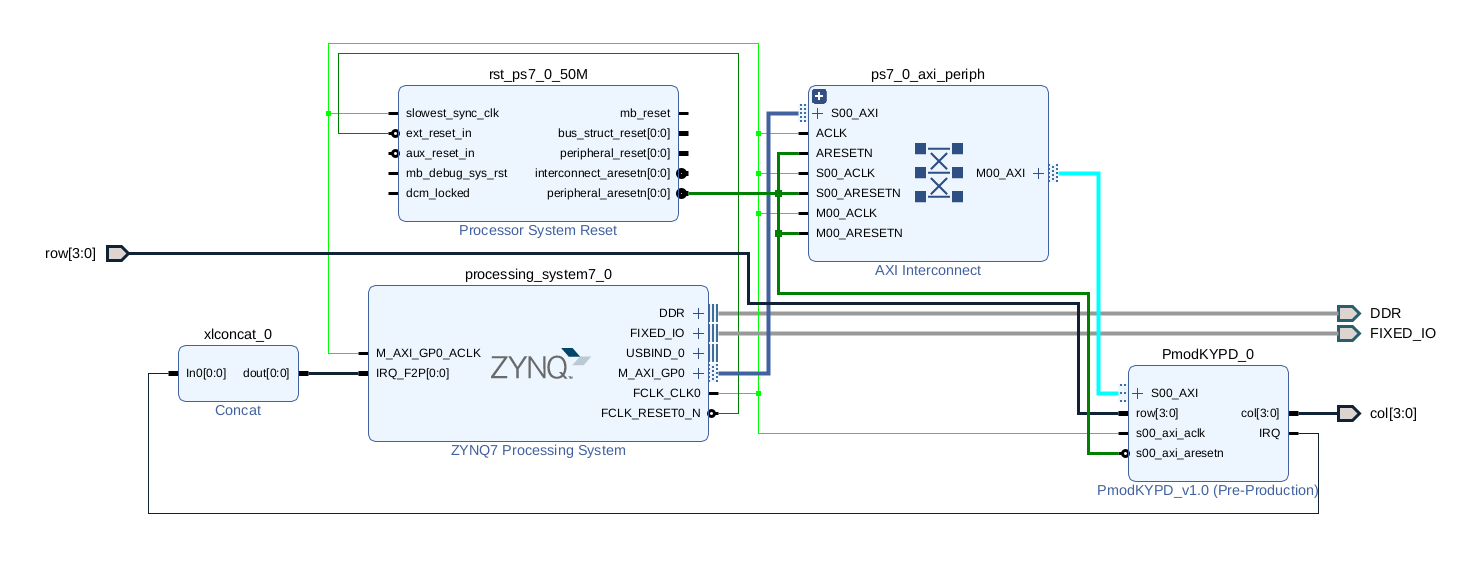 rst_ps7_0_50M
slowest_sync_clk
ext_reset_in
aux_reset_in
mb_debug_sys_rst
dcm_locked
mb_reset
bus_struct_reset[0:0]
peripheral_reset[0:0]
interconnect_aresetn[0:0]
peripheral_aresetn[0:0]
Processor System Reset
ps7_0_axi_periph
S00_AXI
ACLK
ARESETN
S00_ACLK
S00_ARESETN
M00_ACLK
M00_ARESETN
M00_AXI
AXI Interconnect
row[3:0]
processing_system7_0
M_AXI_GP0_ACLK
IRQ_F2P[0:0]
ZYNQ
DDR
FIXED_IO
USBIND_0
M_AXI_GP0
FCLK_CLK0
FCLK_RESET0_N
ZYNQ7 Processing System
xlconcat_0
In0[0:0]
dout[0:0]
Concat
DDR
FIXED_IO
PmodKYPD_0
S00_AXI
row[3:0]
s00_axi_aclk
s00_axi_aresetn
col[3:0]
IRQ
PmodKYPD_v1.0 (Pre-Production)
col[3:0]